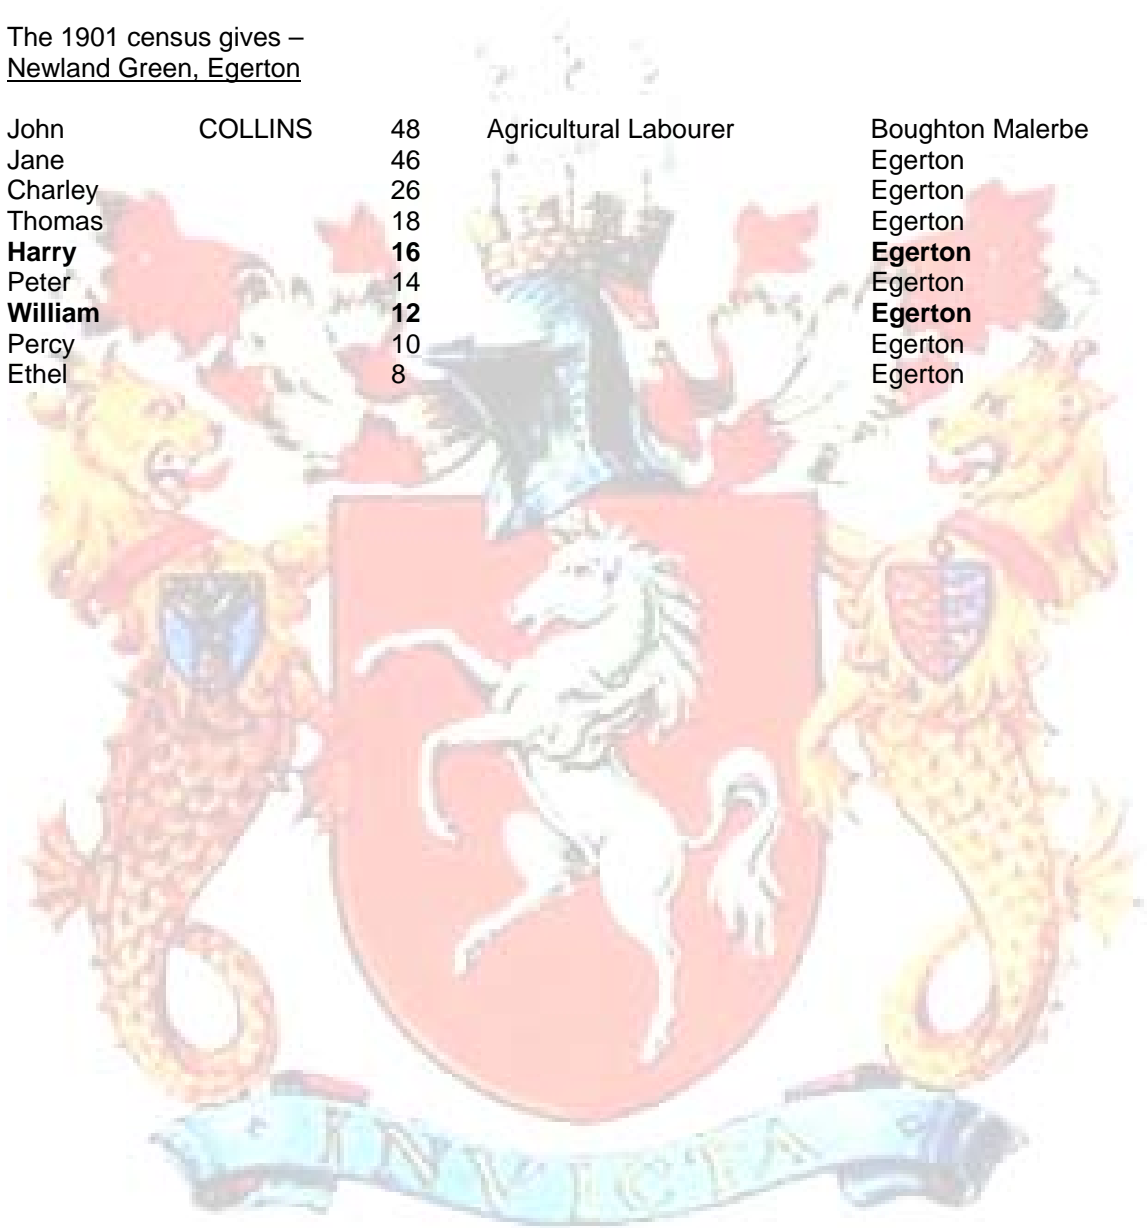 The 1901 census gives –
Newland Green, Egerton
John COLLINS 48 Agricultural Labourer Boughton Malerbe
Jane 46 Egerton
Charley 26 Egerton
Thomas 18 Egerton
Harry 16 Egerton
Peter 14 Egerton
William 12 Egerton
Percy 10 Egerton
Ethel 8 Egerton
INVICTA